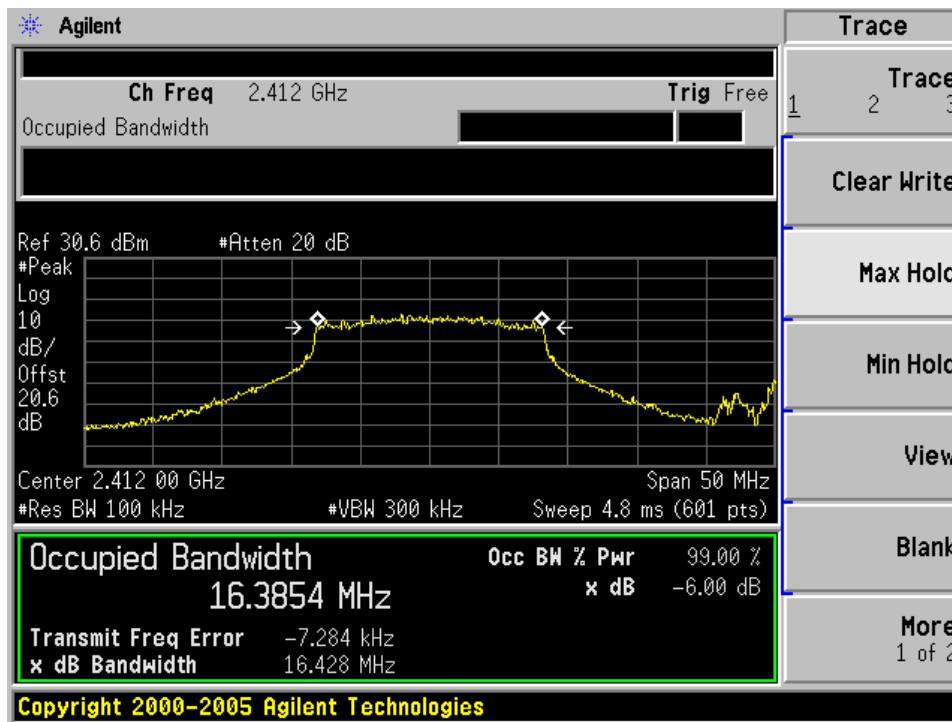 Agilent
Trace
Ch Freq 2.412 GHz Trig Free
Occupied Bandwidth
Trace
1 2 3
Clear Write
Max Hold
Min Hold
View
Blank
More
1 of 2
Ref 30.6 dBm #Atten 20 dB
#Peak
Log
10
dB/
Offst
20.6
dB
Center 2.412 00 GHz Span 50 MHz
#Res BW 100 kHz #VBW 300 kHz Sweep 4.8 ms (601 pts)
Occupied Bandwidth
16.3854 MHz
Occ BW % Pwr 99.00 %
x dB -6.00 dB
Transmit Freq Error -7.284 kHz
x dB Bandwidth 16.428 MHz
Copyright 2000-2005 Agilent Technologies